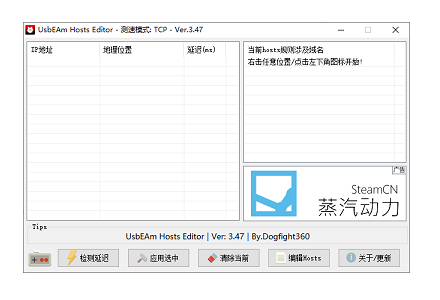 UsbEAm Hosts Editor - 测速模式: TCP - Ver.3.47
IP地址 地理位置 延迟(ms)
当前hosts规则涉及域名
右击任意位置/点击左下角图标开始!
广告
SteamCN
蒸汽动力
Tips
UsbEAm Hosts Editor | Ver: 3.47 | By.Dogfight360
检测延迟 应用选中 清除当前 编辑Hosts 关于/更新